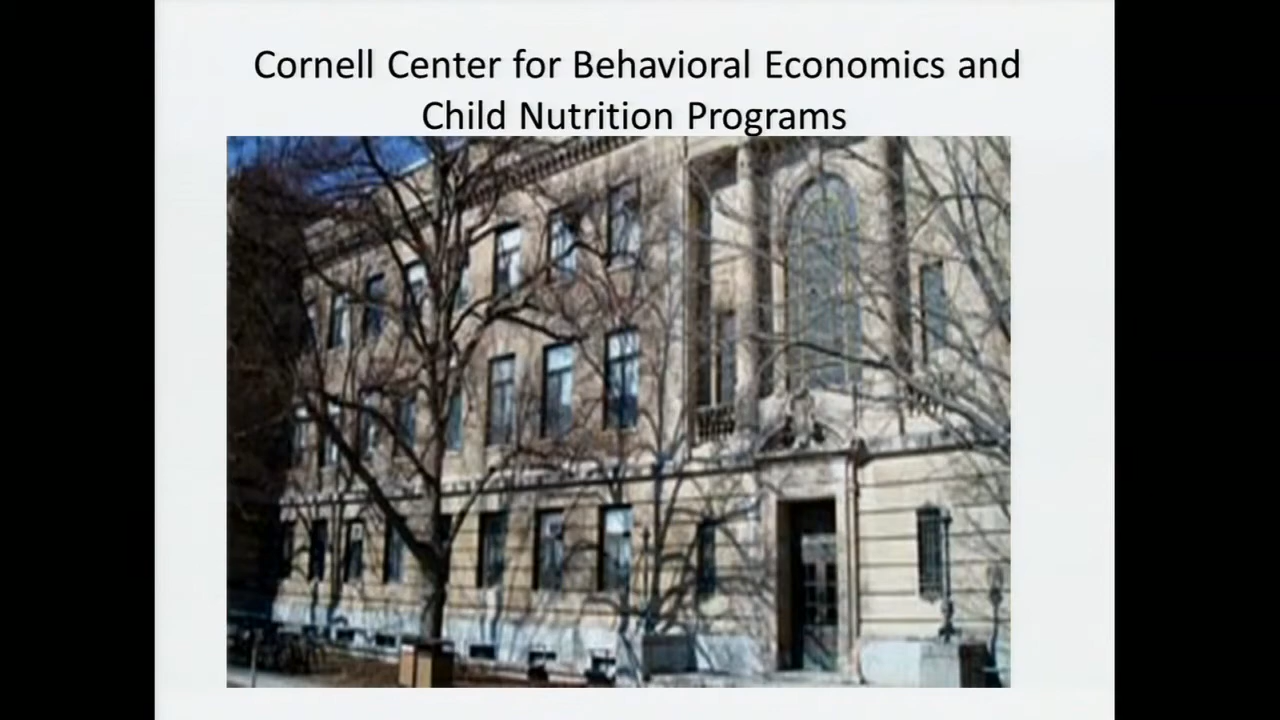 Cornell Center for Behavioral Economics and
Child Nutrition Programs